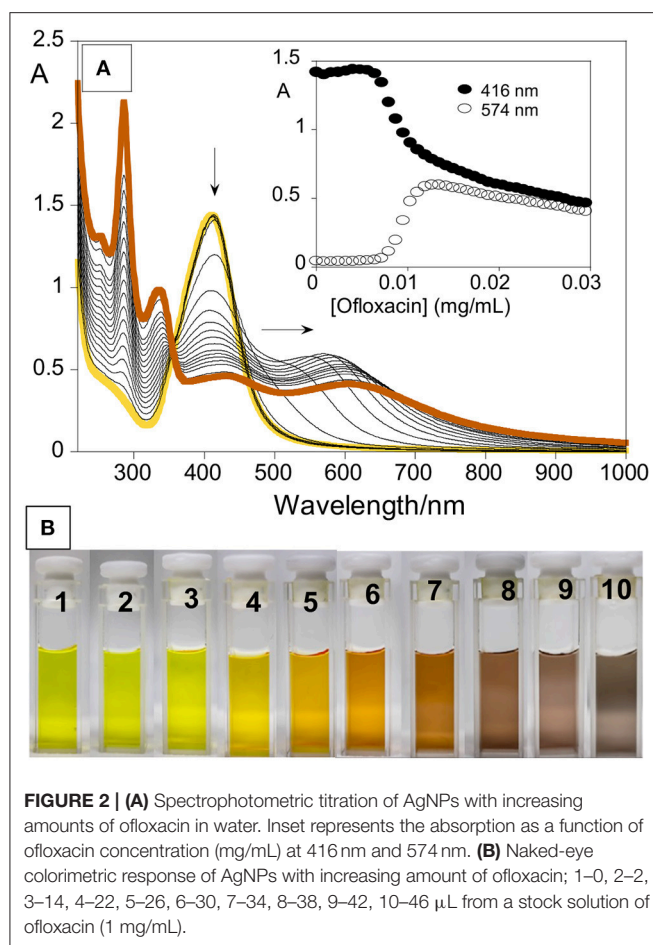 2.5
A
A
2
1.5
1
0.5
0
300 400 500 600 700 800 900 1000
Wavelength/nm
1.5
A
1
0.5
0
416 nm
574 nm
0 0.01 0.02 0.03
[Ofloxacin] (mg/mL)
B
1 2 3 4 5 6 7 8 9 10
FIGURE 2 | (A) Spectrophotometric titration of AgNPs with increasing
amounts of ofloxacin in water. Inset represents the absorption as a function of
ofloxacin concentration (mg/mL) at 416 nm and 574 nm. (B) Naked-eye
colorimetric response of AgNPs with increasing amount of ofloxacin; 1–0, 2–2,
3–14, 4–22, 5–26, 6–30, 7–34, 8–38, 9–42, 10–46 μL from a stock solution of
ofloxacin (1 mg/mL).